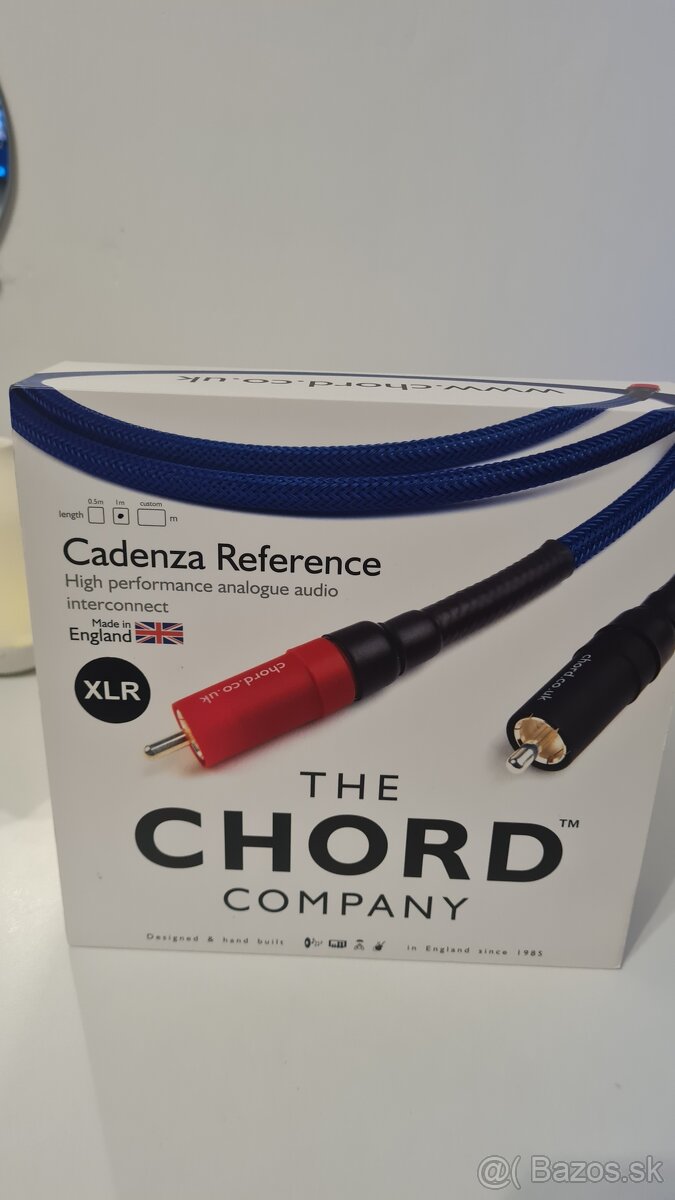 www.chord.co.uk
0.5m 1m custom
length m
Cadenza Reference
High performance analogue audio
interconnect
Made in
England
XLR
chord.co.uk
chord.co.uk
THE
CHORD™
COMPANY
Designed & hand built in England since 1985
@( Bazos.sk